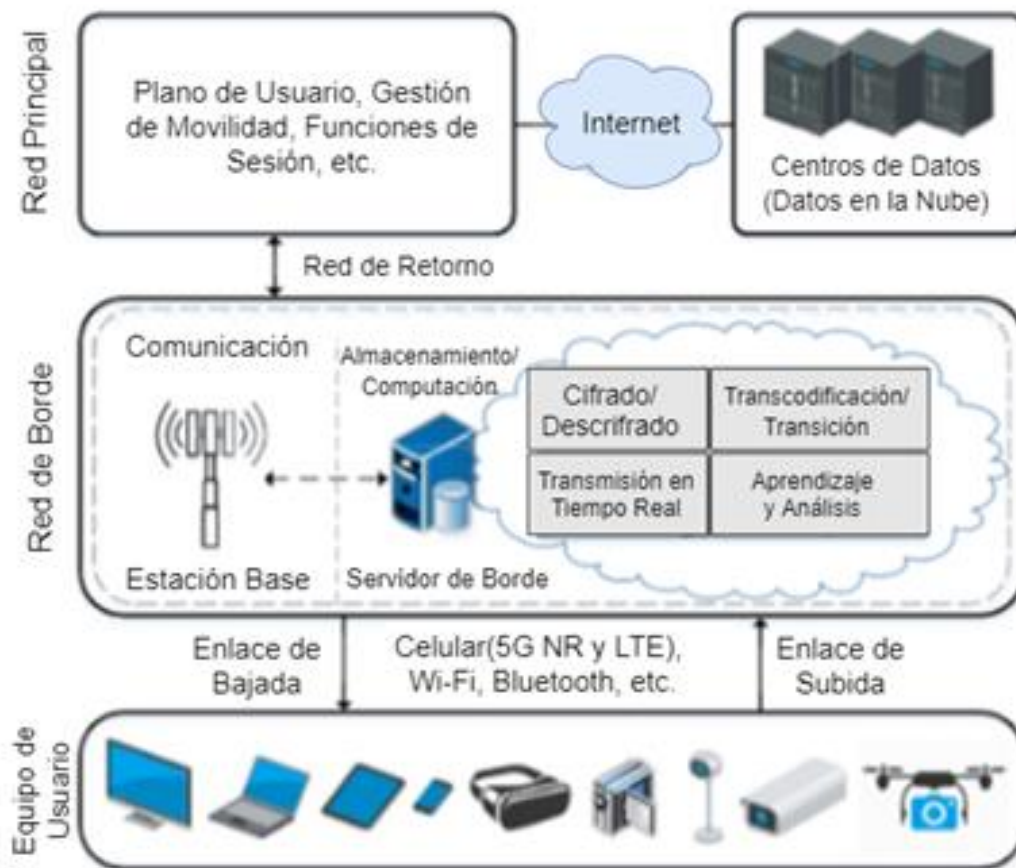 Red Principal
Plano de Usuario, Gestión
de Movilidad, Funciones de
Sesión, etc.
Internet
Centros de Datos
(Datos en la Nube)
Red de Retorno
Red de Borde
Comunicación
Estación Base
Almacenamiento/
Computación
Servidor de Borde
Cifrado/
Descrifrado
Transcodificación/
Transición
Transmisión en
Tiempo Real
Aprendizaje
y Análisis
Enlace de
Bajada
Celular(5G NR y LTE),
Wi-Fi, Bluetooth, etc.
Enlace de
Subida
Equipo de
Usuario